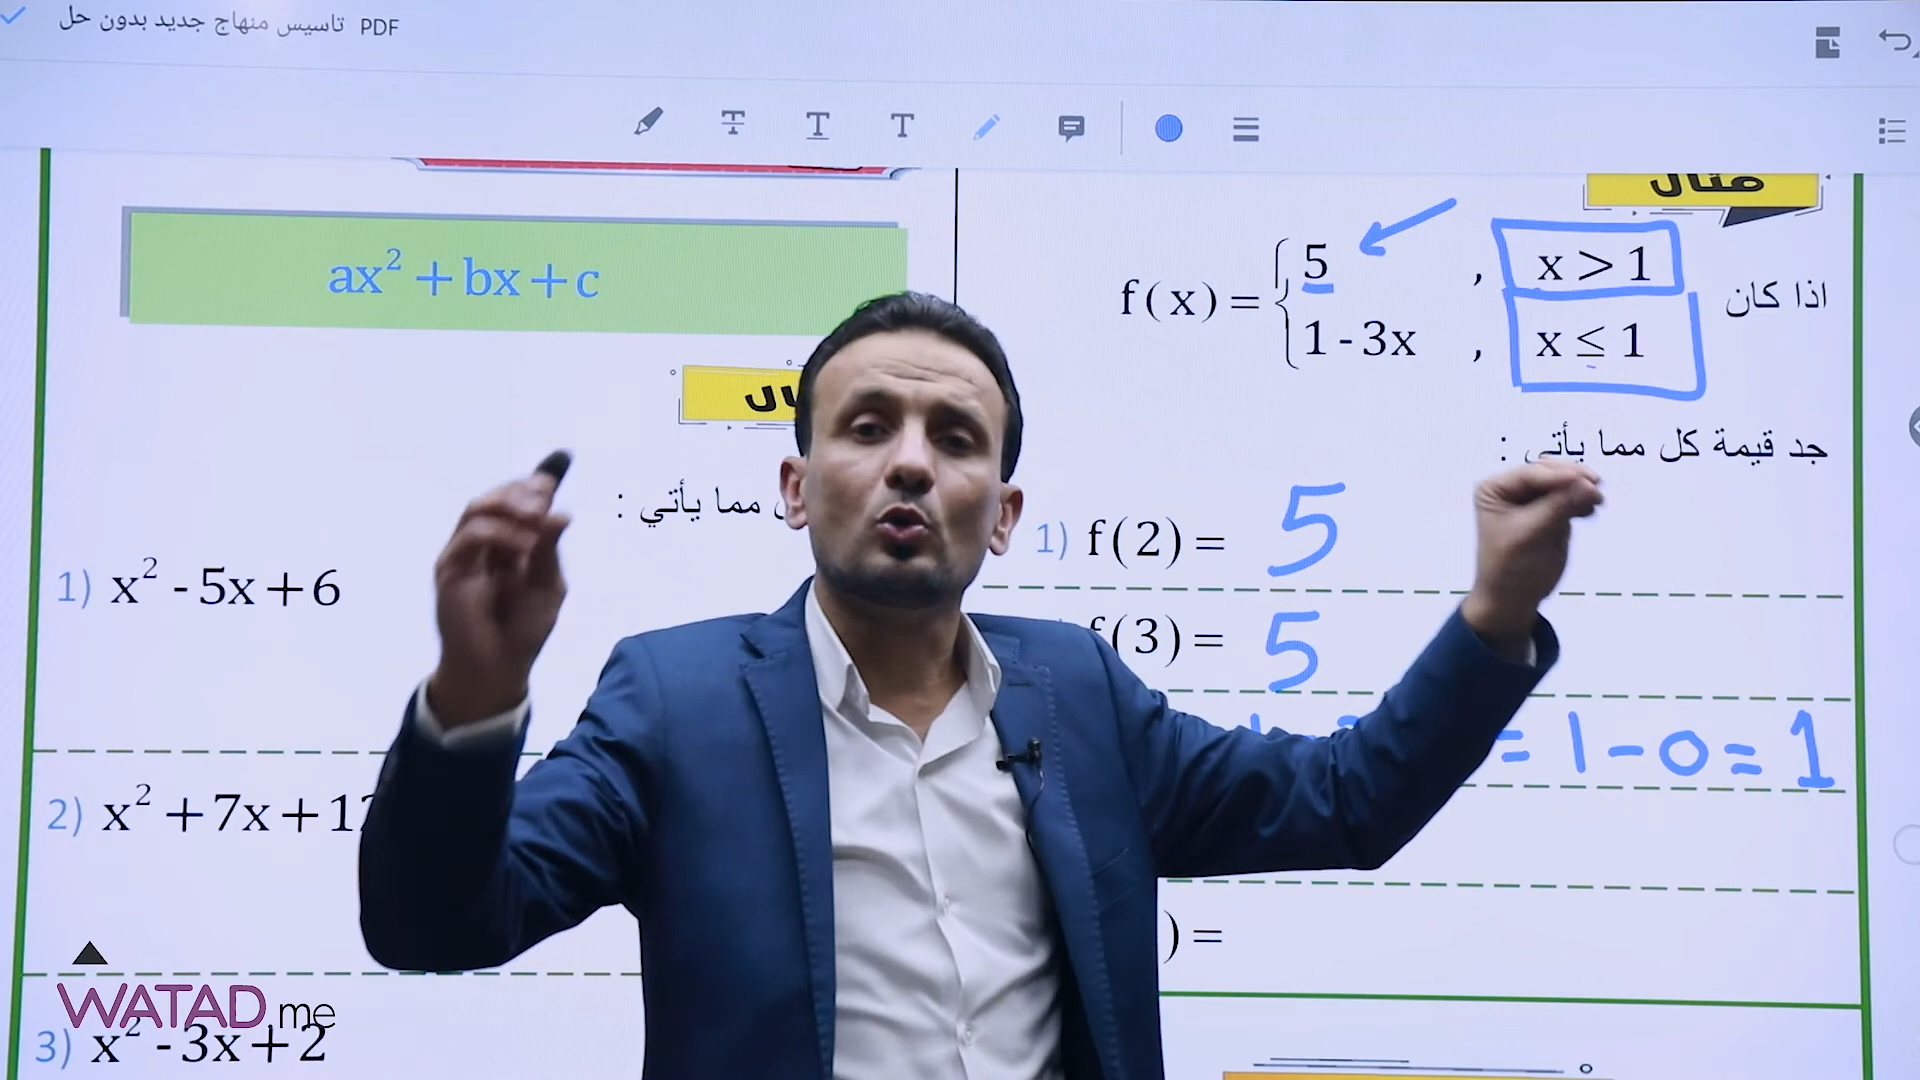 تاسيس منهاج جديد بدون حل PDF
مثال
اذا كان f(x) = { 5 , x > 1
1 - 3x , x ≤ 1
جد قيمة كل مما يأتي :
1) f(2) = 5
f(3) = 5
= 1 - 0 = 1
) =
ax² + bx + c
مما يأتي :
1) x² - 5x + 6
2) x² + 7x + 1
3) x² - 3x + 2
WATAD.me